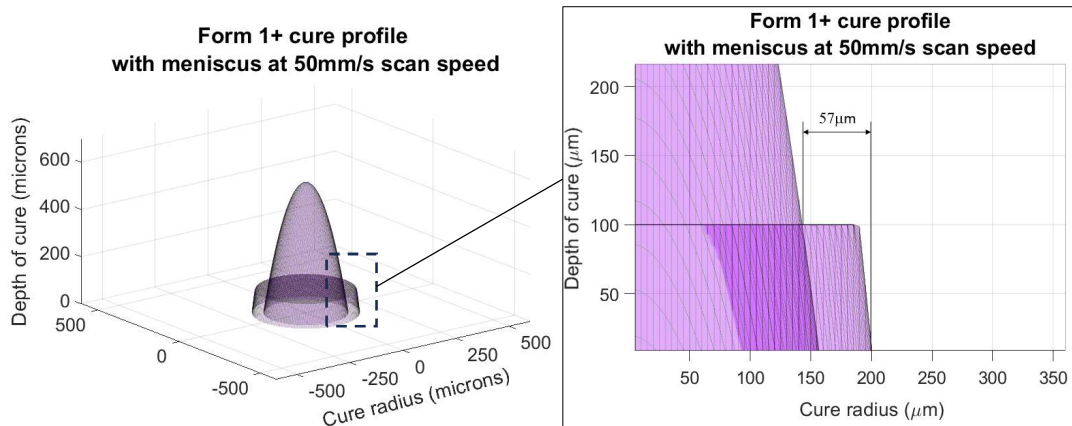 Form 1+ cure profile
with meniscus at 50mm/s scan speed
Depth of cure (microns)
600
400
200
0
500
0
-500
-500
-250
0
250
500
Cure radius (microns)
Form 1+ cure profile
with meniscus at 50mm/s scan speed
Depth of cure (μm)
200
150
100
50
57μm
50
100
150
200
250
300
350
Cure radius (μm)